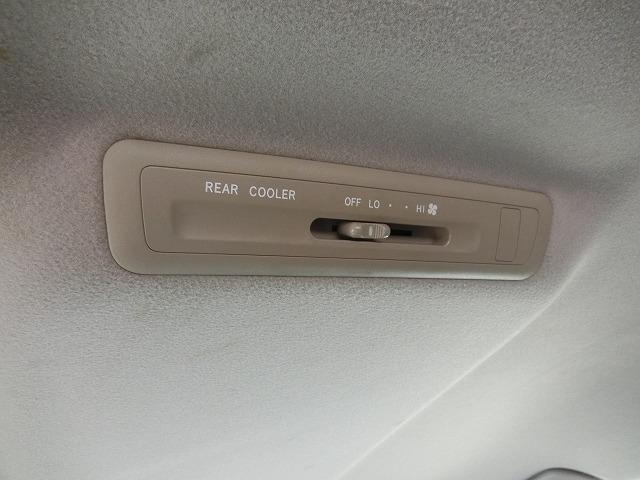 REAR COOLER
OFF LO • • HI